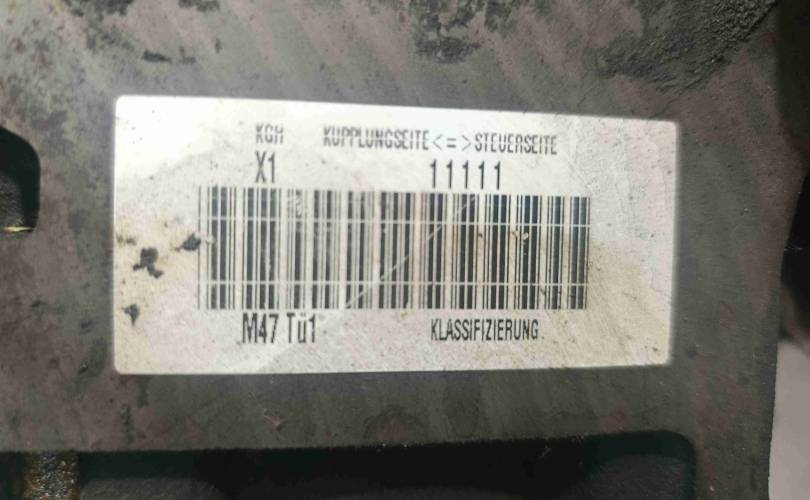 KGH KUPPLUNGSEITE <=> STEUERSEITE
X1 11111
M47 Tü1 KLASSIFIZIERUNG